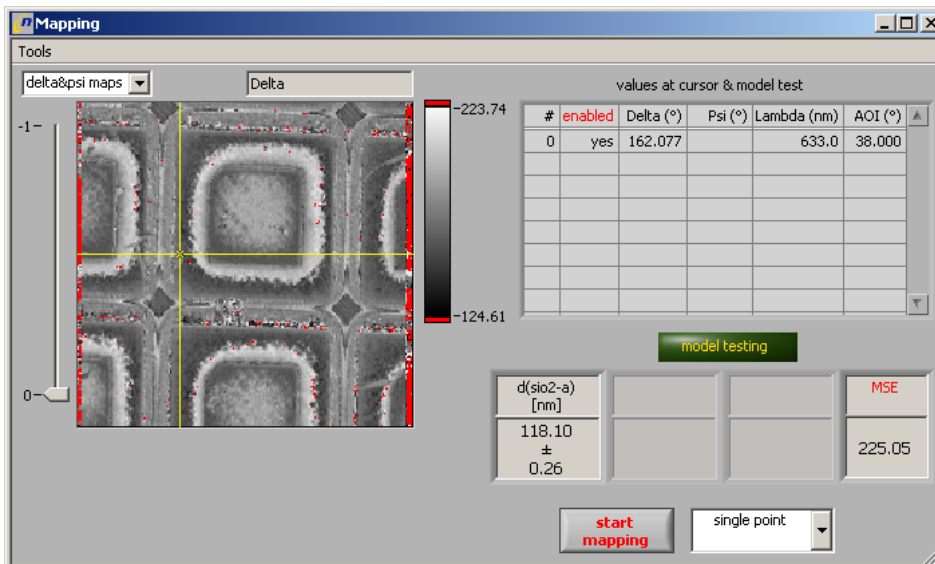 Mapping
Tools
delta&psi maps
Delta
-1
0
223.74
124.61
values at cursor & model test
# enabled Delta (°) Psi (°) Lambda (nm) AOI (°)
0 yes 162.077 633.0 38.000
model testing
d(sio2-a)
[nm]
MSE
118.10
±
0.26
225.05
start
mapping
single point